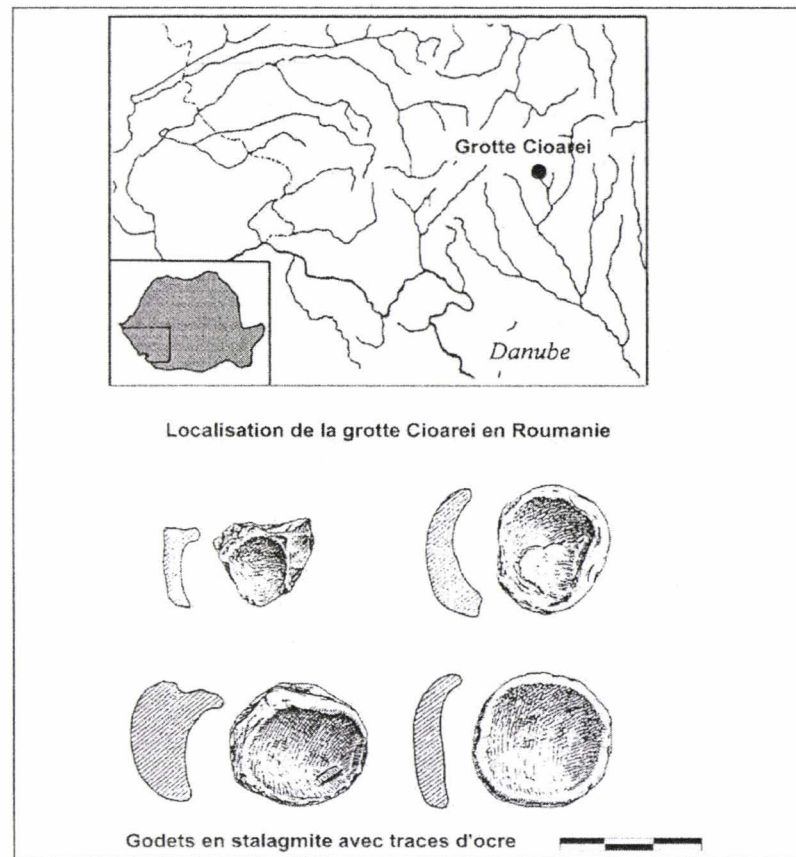 Grotte Cioarei
Danube
Localisation de la grotte Cioarei en Roumanie
Godets en stalagmite avec traces d'ocre